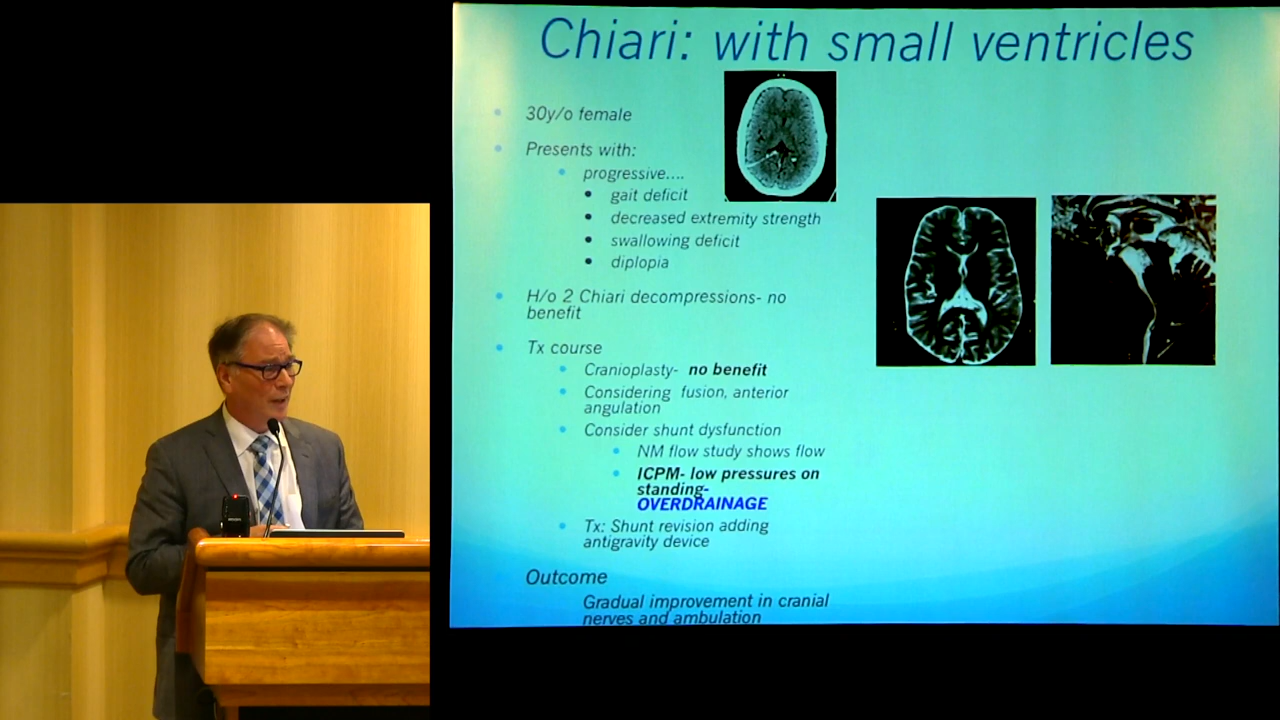 Chiari: with small ventricles
30y/o female
Presents with:
progressive....
gait deficit
decreased extremity strength
swallowing deficit
diplopia
H/o 2 Chiari decompressions- no
benefit
Tx course
Cranioplasty- no benefit
Considering fusion, anterior
angulation
Consider shunt dysfunction
NM flow study shows flow
ICPM- low pressures on
standing-
OVERDRAINAGE
Tx: Shunt revision adding
antigravity device
Outcome
Gradual improvement in cranial
nerves and ambulation